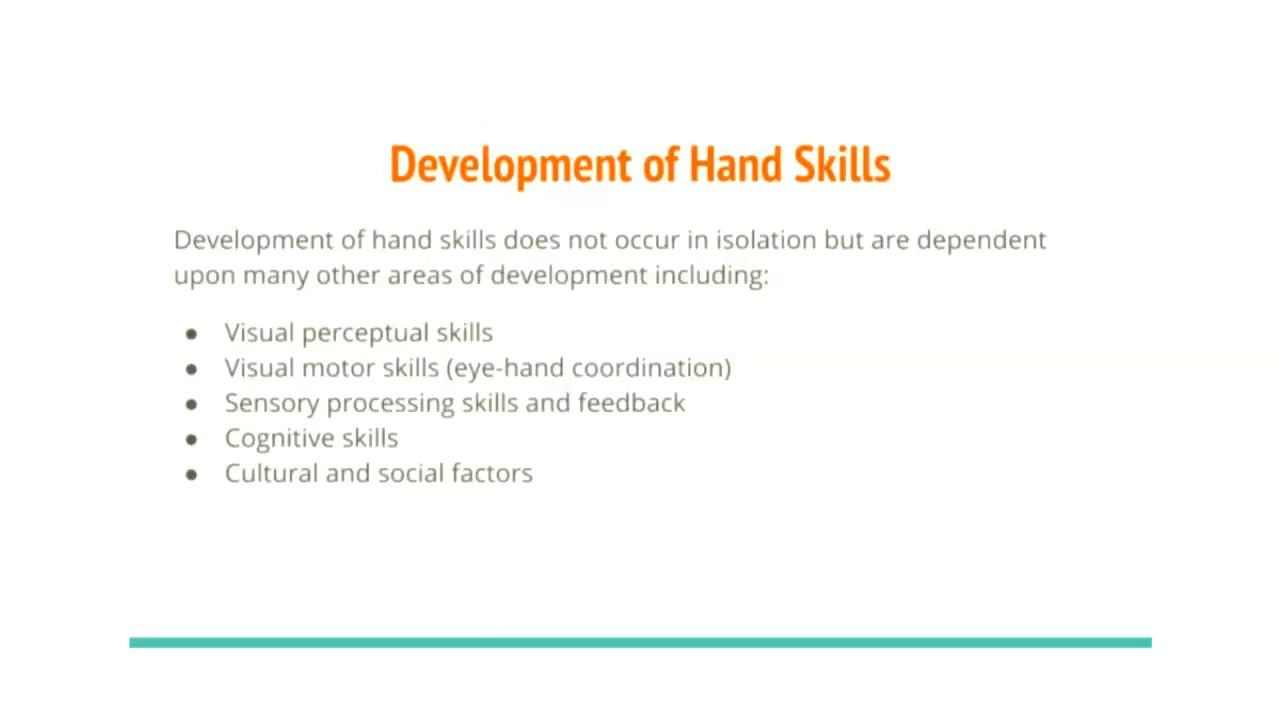 Development of Hand Skills
Development of hand skills does not occur in isolation but are dependent
upon many other areas of development including:
● Visual perceptual skills
● Visual motor skills (eye-hand coordination)
● Sensory processing skills and feedback
● Cognitive skills
● Cultural and social factors